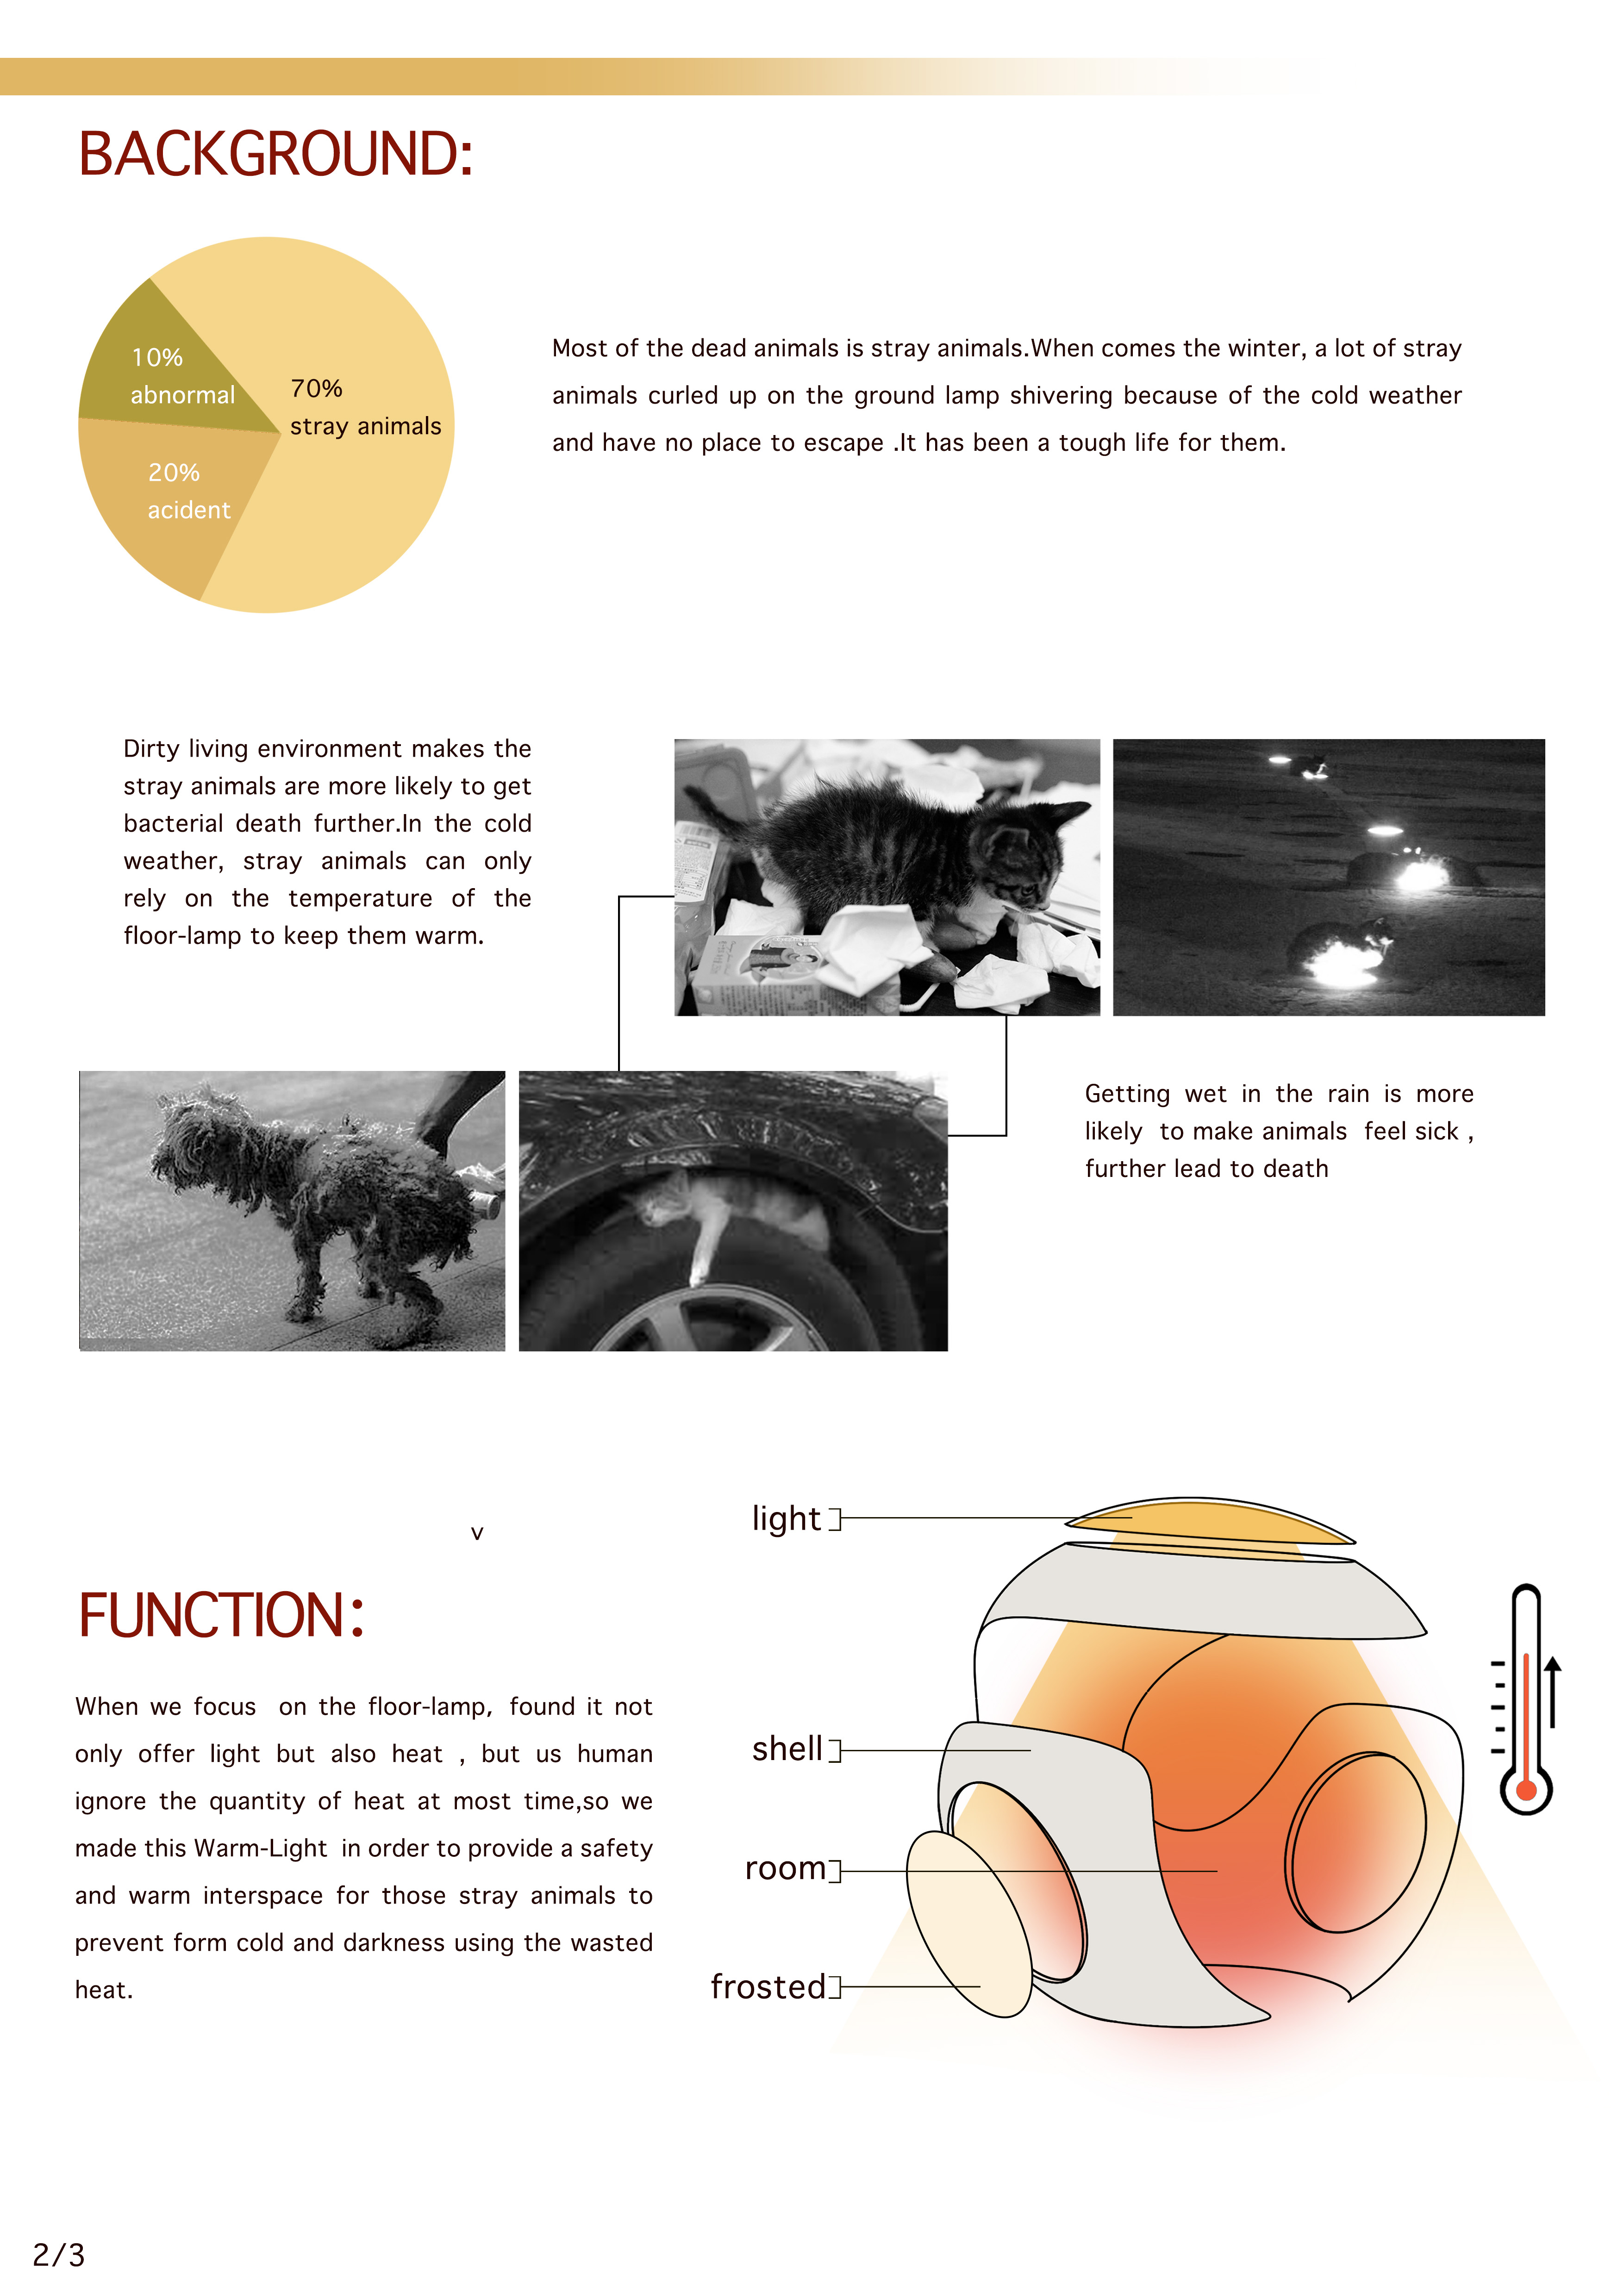 BACKGROUND:
10%
abnormal
70%
stray animals
20%
acident
Most of the dead animals is stray animals.When comes the winter, a lot of stray
animals curled up on the ground lamp shivering because of the cold weather
and have no place to escape .It has been a tough life for them.
Dirty living environment makes the
stray animals are more likely to get
bacterial death further.In the cold
weather, stray animals can only
rely on the temperature of the
floor-lamp to keep them warm.
Getting wet in the rain is more
likely to make animals feel sick ,
further lead to death
v
FUNCTION:
When we focus on the floor-lamp, found it not
only offer light but also heat , but us human
ignore the quantity of heat at most time,so we
made this Warm-Light in order to provide a safety
and warm interspace for those stray animals to
prevent form cold and darkness using the wasted
heat.
light
shell
room
frosted
2/3